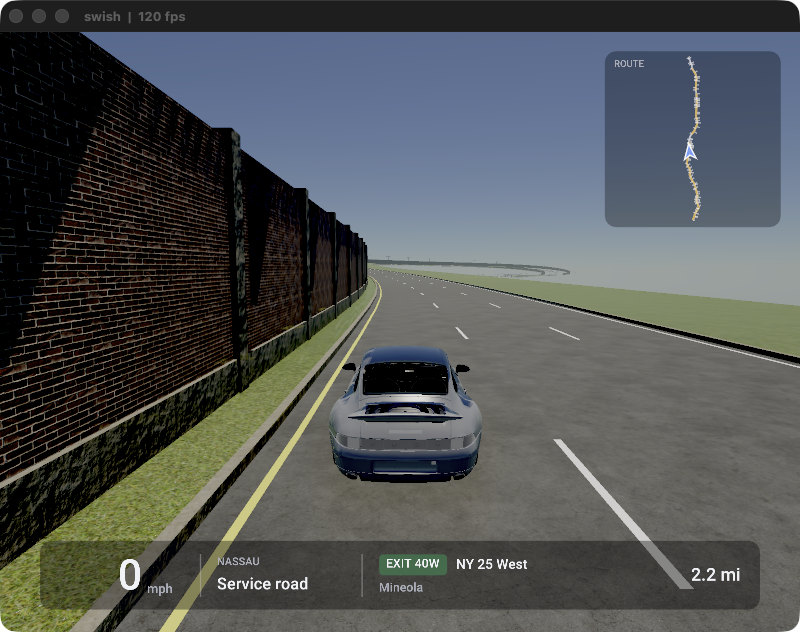 swish | 120 fps
ROUTE
0 mph
NASSAU
Service road
EXIT 40W NY 25 West
Mineola
2.2 mi